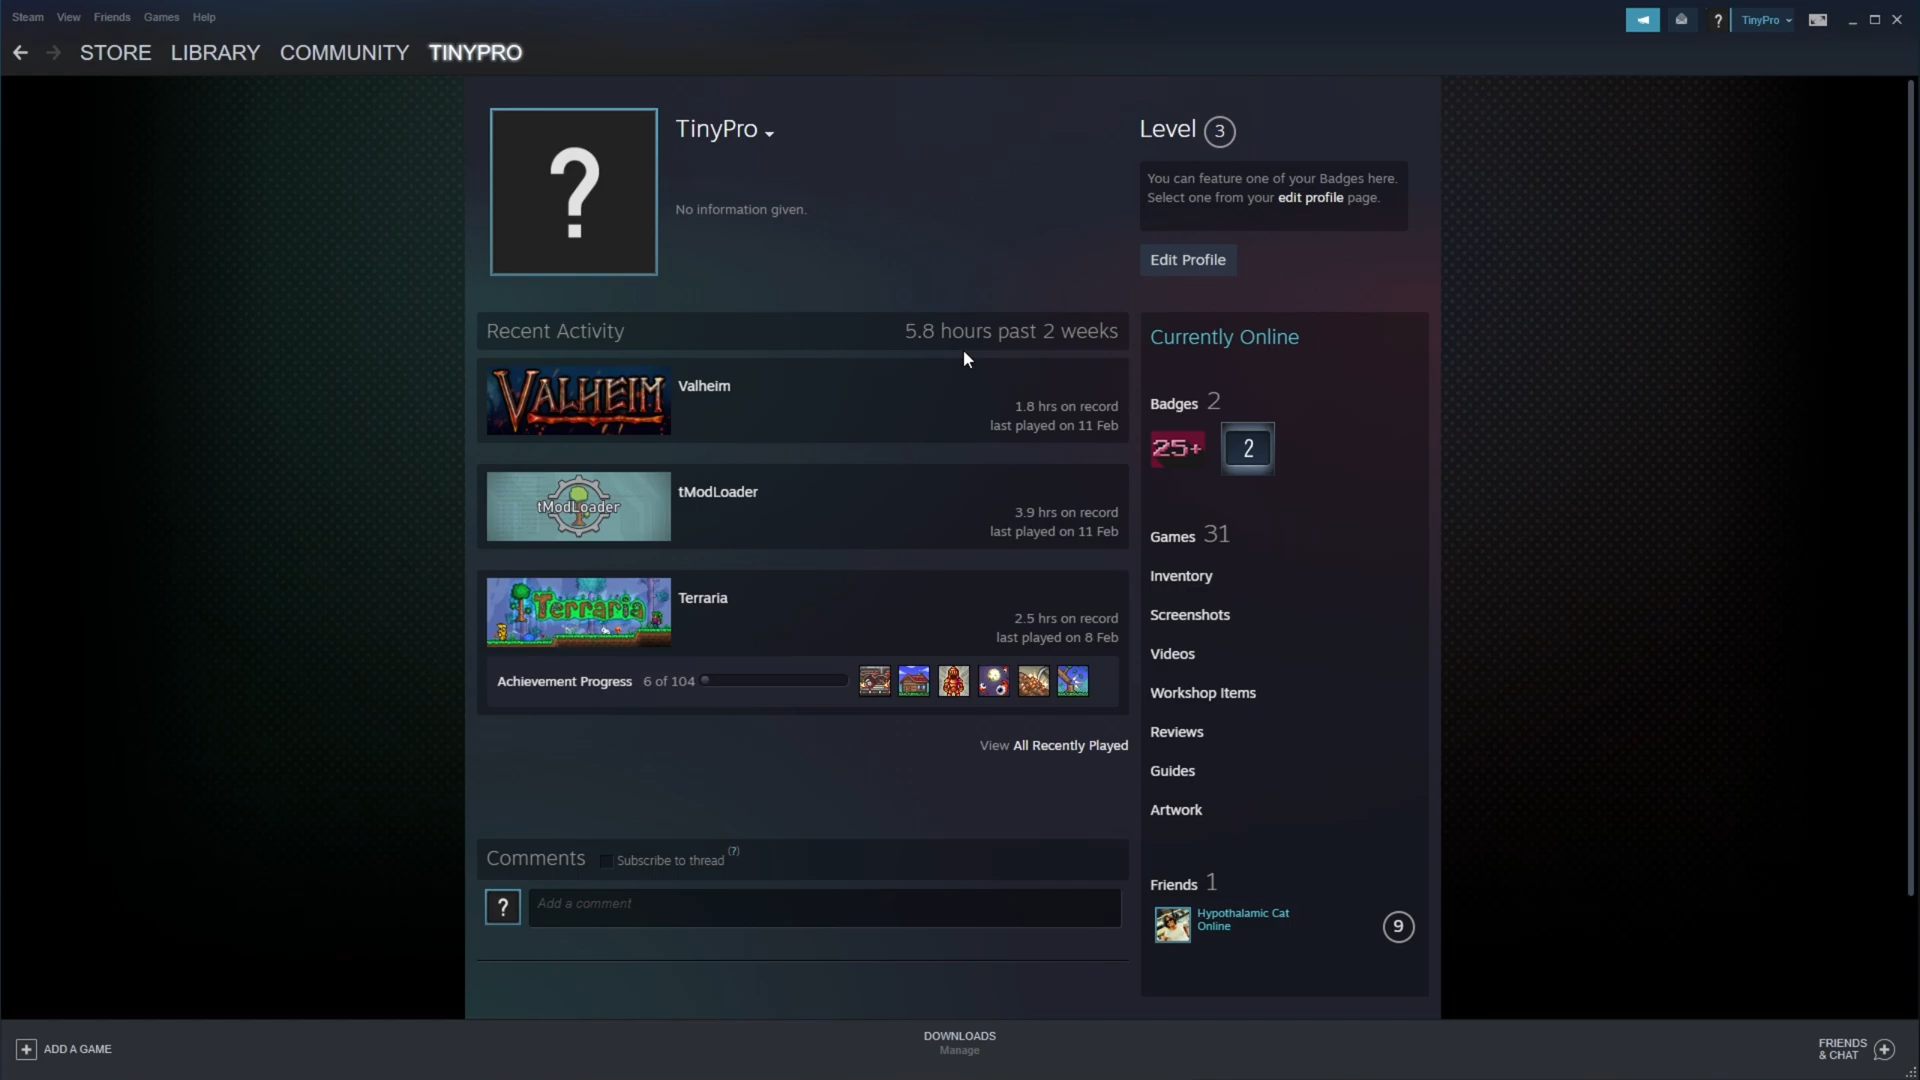 Steam View Friends Games Help
? TinyPro
STORE LIBRARY COMMUNITY TINYPRO
?
TinyPro
No information given.
Level 3
You can feature one of your Badges here.
Select one from your edit profile page.
Edit Profile
Recent Activity 5.8 hours past 2 weeks
VALHEIM
Valheim
1.8 hrs on record
last played on 11 Feb
tModLoader
tModLoader
3.9 hrs on record
last played on 11 Feb
Terraria
Terraria
2.5 hrs on record
last played on 8 Feb
Achievement Progress 6 of 104
View All Recently Played
Comments Subscribe to thread (?)
?
Add a comment
Currently Online
Badges 2
25+ 2
Games 31
Inventory
Screenshots
Videos
Workshop Items
Reviews
Guides
Artwork
Friends 1
Hypothalamic Cat
Online
9
ADD A GAME
DOWNLOADS
Manage
FRIENDS
& CHAT